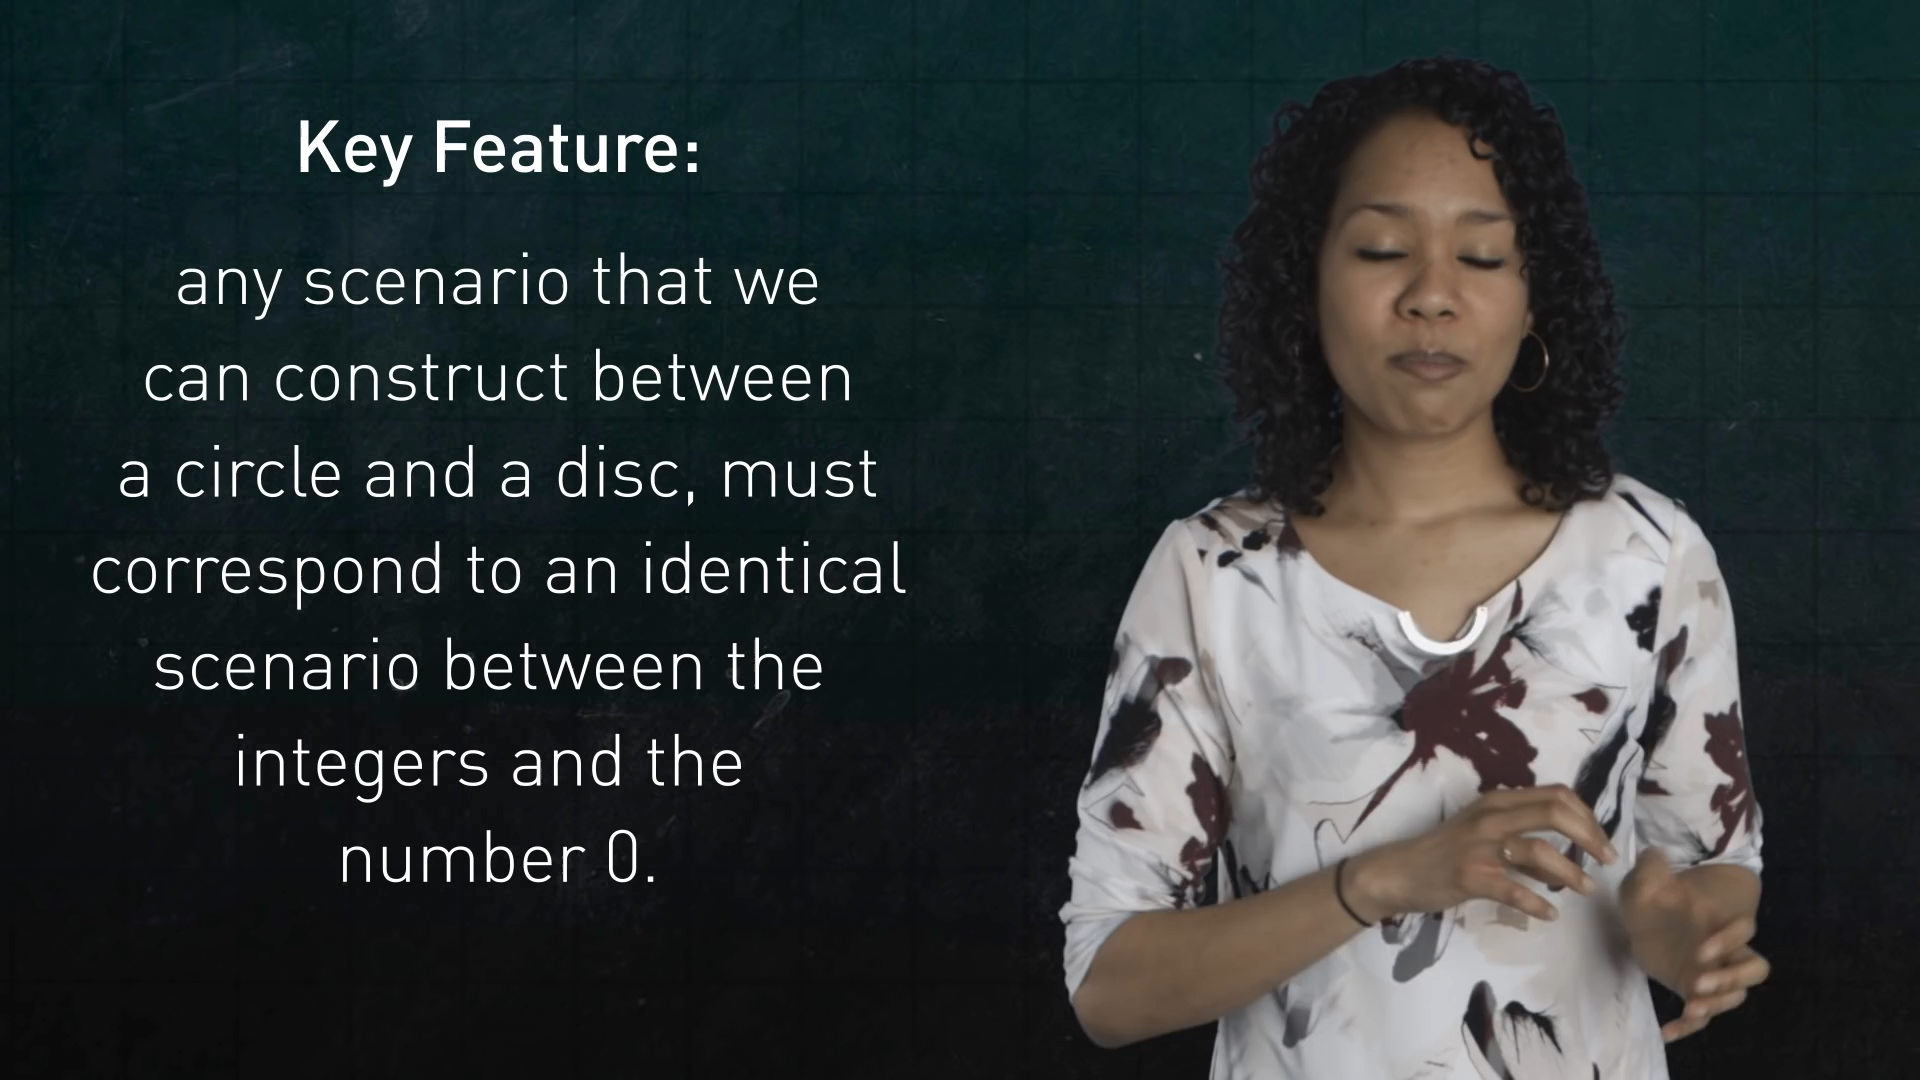 Key Feature:
any scenario that we
can construct between
a circle and a disc, must
correspond to an identical
scenario between the
integers and the
number 0.